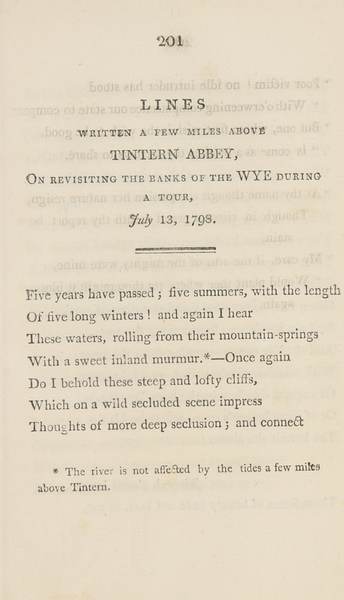 201
LINES
WRITTEN A FEW MILES ABOVE
TINTERN ABBEY,
ON REVISITING THE BANKS OF THE WYE DURING
A TOUR,
July 13, 1798.
Five years have passed; five summers, with the length
Of five long winters! and again I hear
These waters, rolling from their mountain-springs
With a sweet inland murmur.*—Once again
Do I behold these steep and lofty cliffs,
Which on a wild secluded scene impress
Thoughts of more deep seclusion; and connect
* The river is not affected by the tides a few miles
above Tintern.